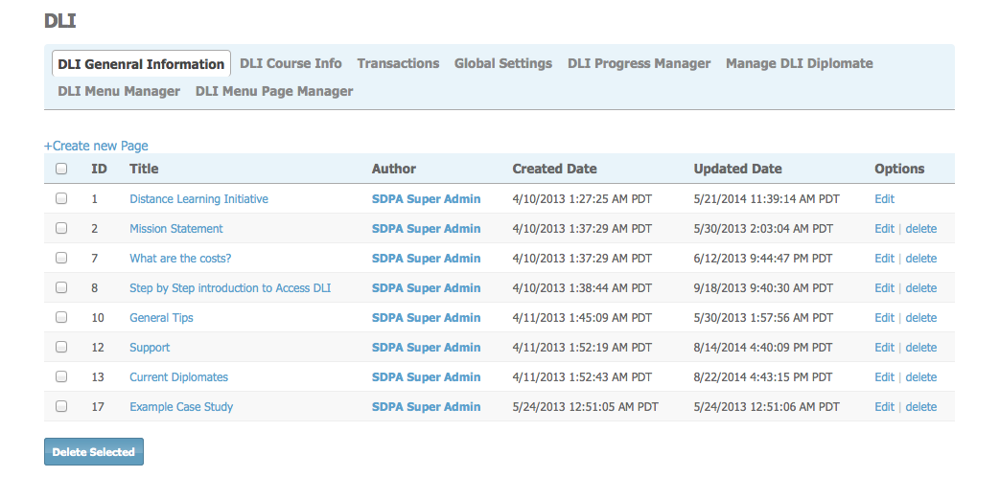 DLI
DLI Genenral Information DLI Course Info Transactions Global Settings DLI Progress Manager Manage DLI Diplomate
DLI Menu Manager DLI Menu Page Manager
+Create new Page
ID Title Author Created Date Updated Date Options
1 Distance Learning Initiative SDPA Super Admin 4/10/2013 1:27:25 AM PDT 5/21/2014 11:39:14 AM PDT Edit
2 Mission Statement SDPA Super Admin 4/10/2013 1:37:29 AM PDT 5/30/2013 2:03:04 AM PDT Edit | delete
7 What are the costs? SDPA Super Admin 4/10/2013 1:37:29 AM PDT 6/12/2013 9:44:47 PM PDT Edit | delete
8 Step by Step introduction to Access DLI SDPA Super Admin 4/10/2013 1:38:44 AM PDT 9/18/2013 9:40:30 AM PDT Edit | delete
10 General Tips SDPA Super Admin 4/11/2013 1:45:09 AM PDT 5/30/2013 1:57:56 AM PDT Edit | delete
12 Support SDPA Super Admin 4/11/2013 1:52:19 AM PDT 8/14/2014 4:40:09 PM PDT Edit | delete
13 Current Diplomates SDPA Super Admin 4/11/2013 1:52:43 AM PDT 8/22/2014 4:43:15 PM PDT Edit | delete
17 Example Case Study SDPA Super Admin 5/24/2013 12:51:05 AM PDT 5/24/2013 12:51:06 AM PDT Edit | delete
Delete Selected